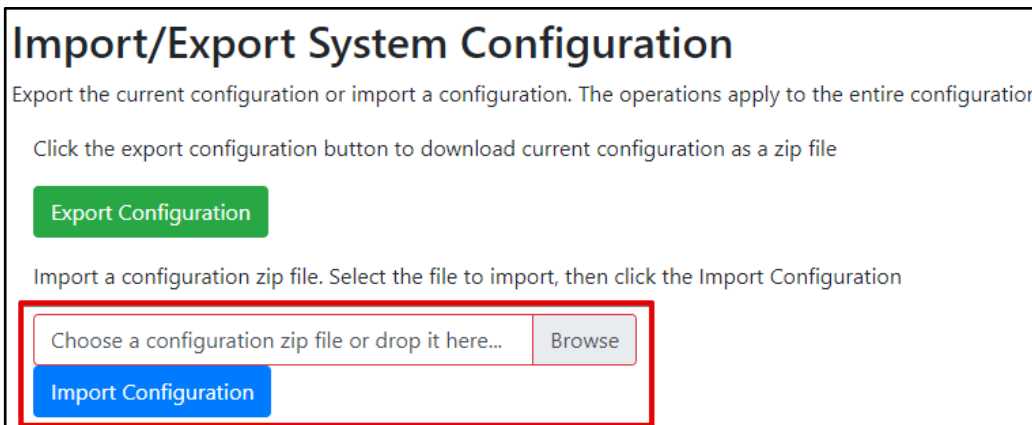 Import/Export System Configuration
Export the current configuration or import a configuration. The operations apply to the entire configuration
Click the export configuration button to download current configuration as a zip file
Export Configuration
Import a configuration zip file. Select the file to import, then click the Import Configuration
Choose a configuration zip file or drop it here... Browse
Import Configuration